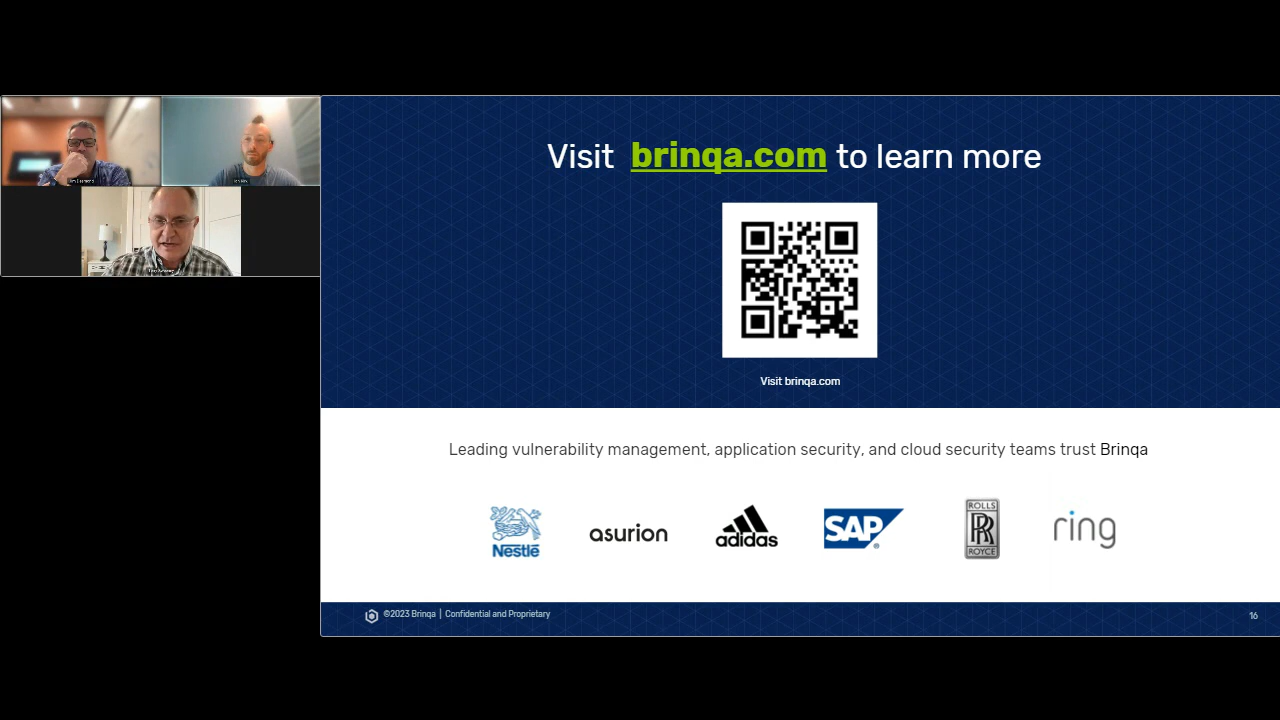 Visit brinqa.com to learn more
Visit brinqa.com
Leading vulnerability management, application security, and cloud security teams trust Brinqa
Nestlé
asurion
adidas
SAP
ROLLS
RR
ROYCE
ring
©2023 Brinqa | Confidential and Proprietary
16